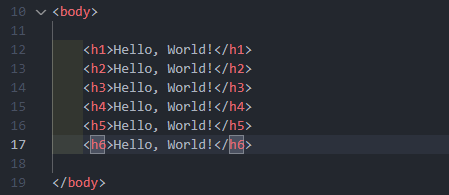 10 <body>
11
12 <h1>Hello, World!</h1>
13 <h2>Hello, World!</h2>
14 <h3>Hello, World!</h3>
15 <h4>Hello, World!</h4>
16 <h5>Hello, World!</h5>
17 <h6>Hello, World!</h6>
18
19 </body>